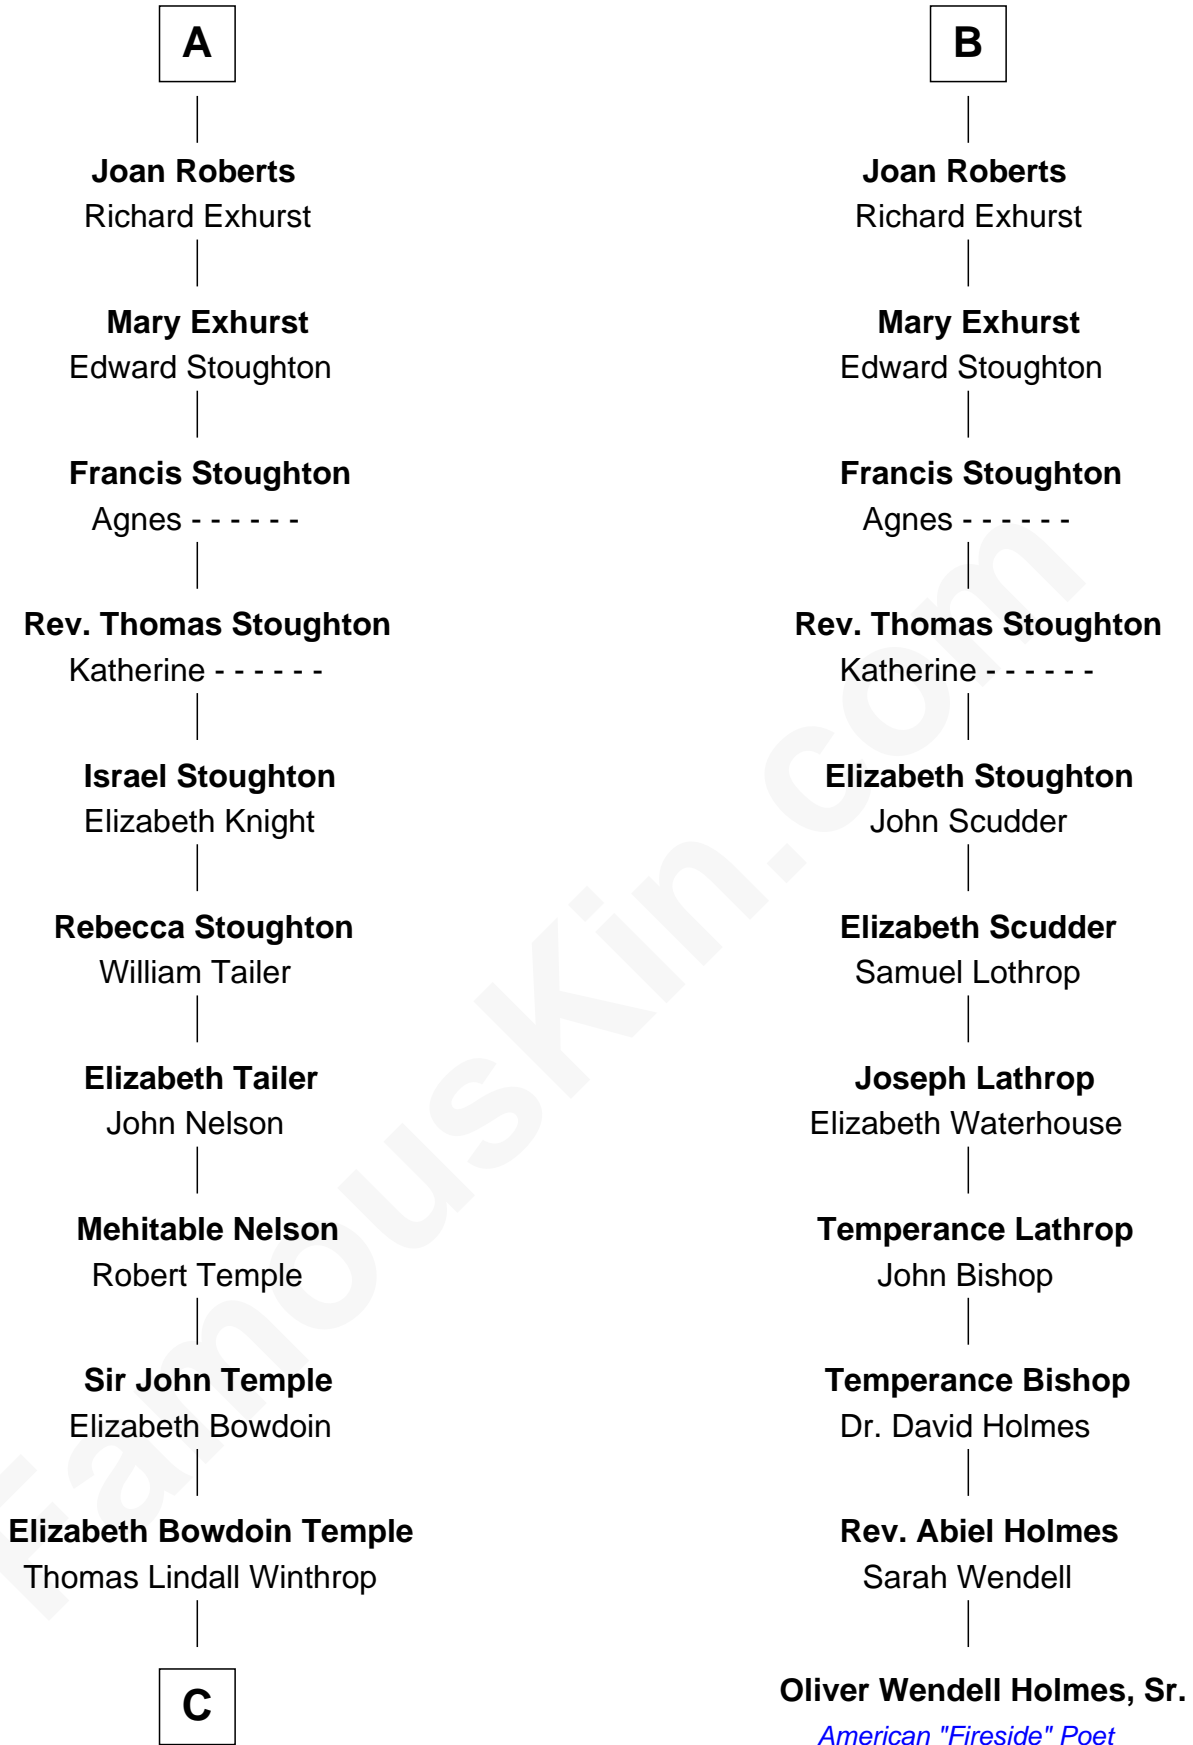 A
Joan Roberts
Richard Exhurst
Mary Exhurst
Edward Stoughton
Francis Stoughton
Agnes - - - - - -
Rev. Thomas Stoughton
Katherine - - - - - -
Israel Stoughton
Elizabeth Knight
Rebecca Stoughton
William Tailer
Elizabeth Tailer
John Nelson
Mehitable Nelson
Robert Temple
Sir John Temple
Elizabeth Bowdoin
Elizabeth Bowdoin Temple
Thomas Lindall Winthrop
C
B
Joan Roberts
Richard Exhurst
Mary Exhurst
Edward Stoughton
Francis Stoughton
Agnes - - - - - -
Rev. Thomas Stoughton
Katherine - - - - - -
Elizabeth Stoughton
John Scudder
Elizabeth Scudder
Samuel Lothrop
Joseph Lathrop
Elizabeth Waterhouse
Temperance Lathrop
John Bishop
Temperance Bishop
Dr. David Holmes
Rev. Abiel Holmes
Sarah Wendell
Oliver Wendell Holmes, Sr.
American "Fireside" Poet
FamousKin.com